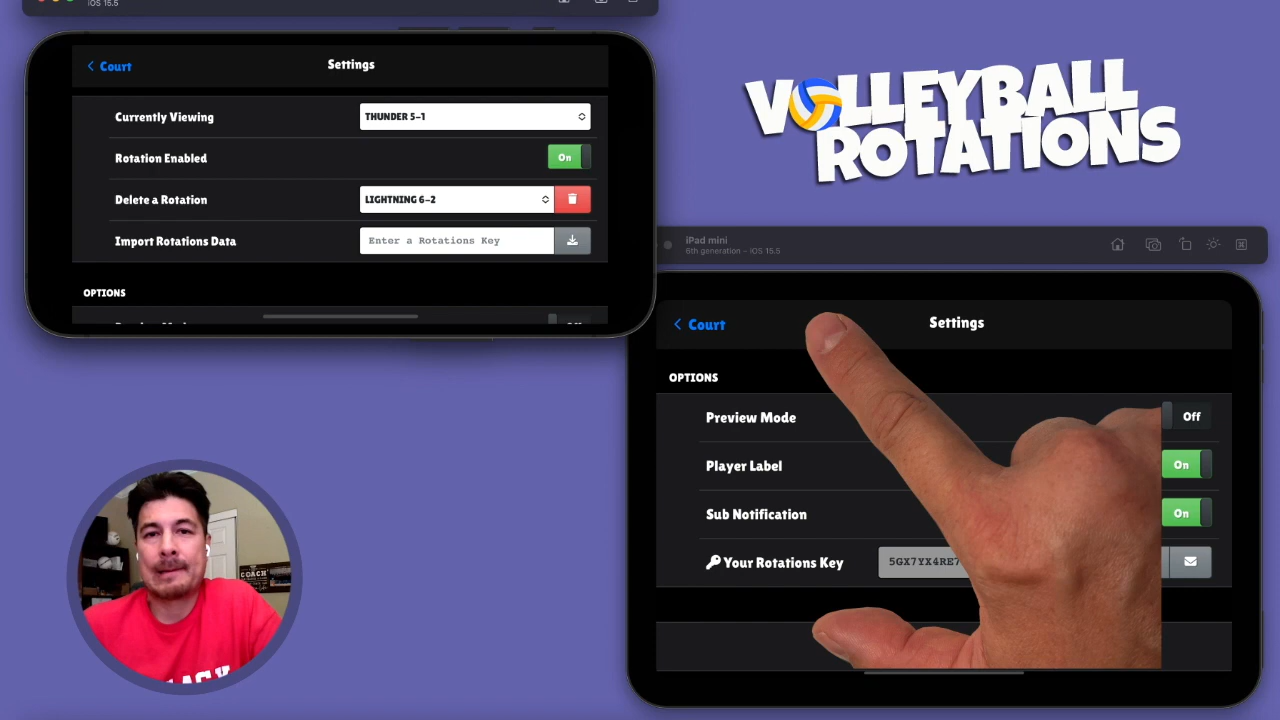 iOS 15.5
Court
Settings
Currently Viewing
THUNDER 5-1
Rotation Enabled
On
Delete a Rotation
LIGHTNING 6-2
Import Rotations Data
Enter a Rotations Key
OPTIONS
VOLLEYBALL
ROTATIONS
iPad mini
6th generation – iOS 15.5
Court
Settings
OPTIONS
Preview Mode
Off
Player Label
On
Sub Notification
On
Your Rotations Key
5GX7YX4RE7
COACH